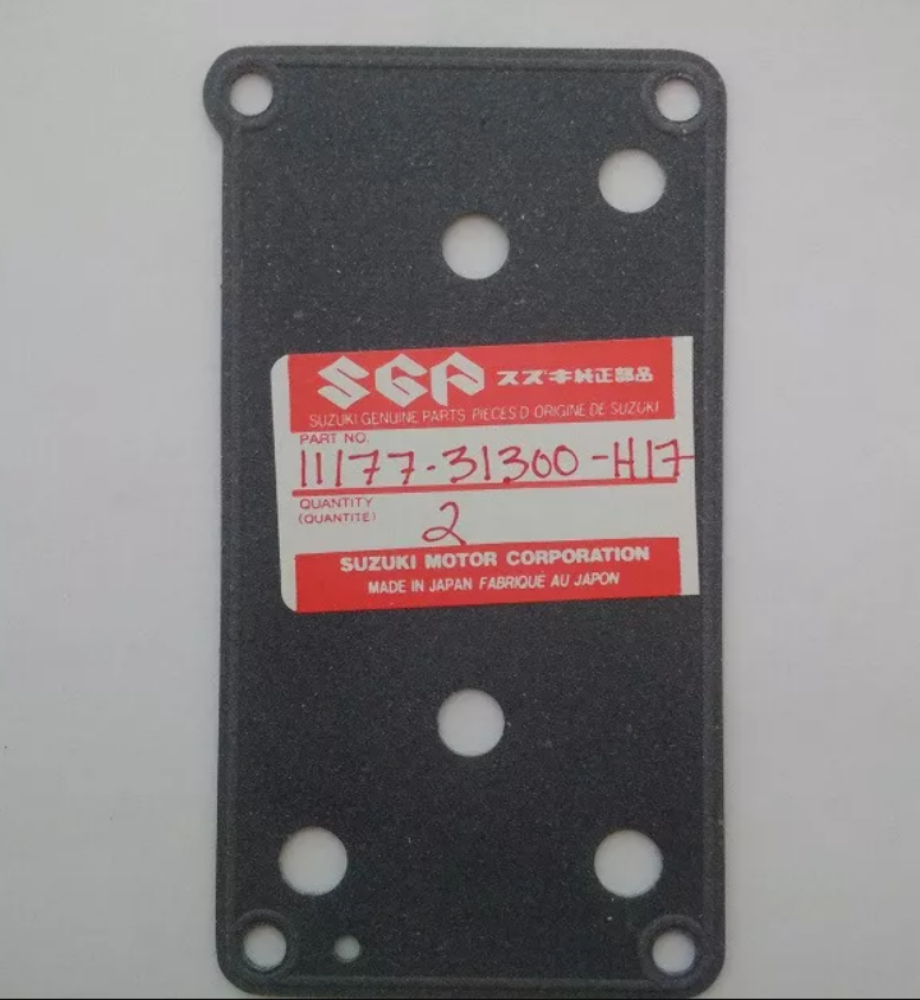 SGP スズキ純正部品
SUZUKI GENUINE PARTS PIECES D ORIGINE DE SUZUKI
PART NO.
11177-31300-H17
QUANTITY
(QUANTITE)
2
SUZUKI MOTOR CORPORATION
MADE IN JAPAN FABRIQUE AU JAPON